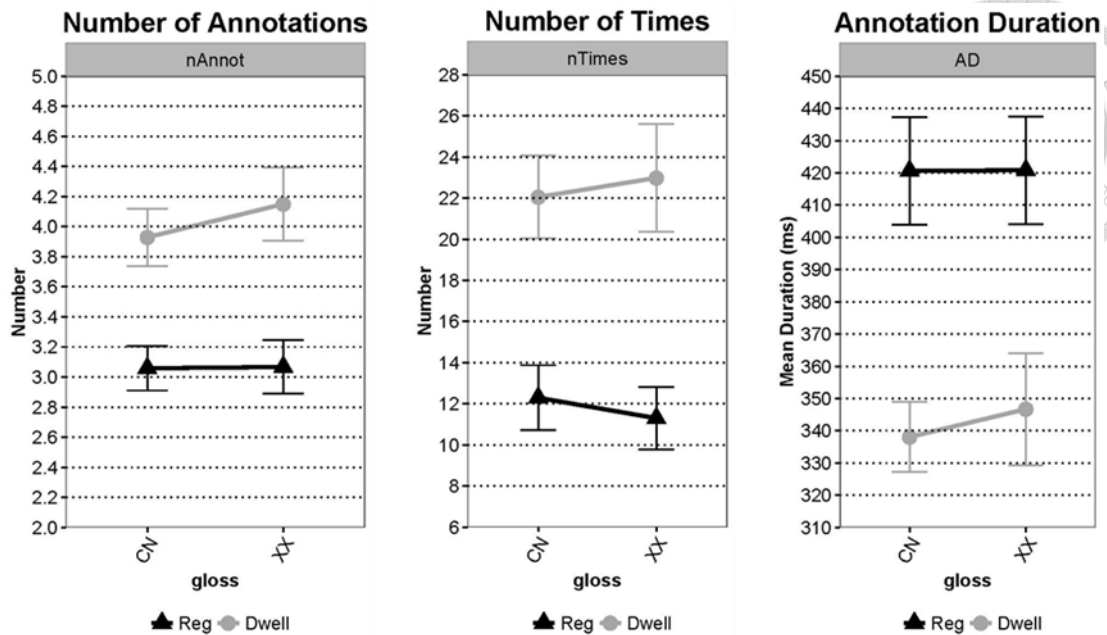 Number of Annotations
nAnnot
5.0
4.8
4.6
4.4
4.2
4.0
3.8
3.6
3.4
3.2
3.0
2.8
2.6
2.4
2.2
2.0
Number
CN
XX
gloss
Reg Dwell
Number of Times
nTimes
28
26
24
22
20
18
16
14
12
10
8
6
Number
CN
XX
gloss
Reg Dwell
Annotation Duration
AD
450
440
430
420
410
400
390
380
370
360
350
340
330
320
310
Mean Duration (ms)
CN
XX
gloss
Reg Dwell